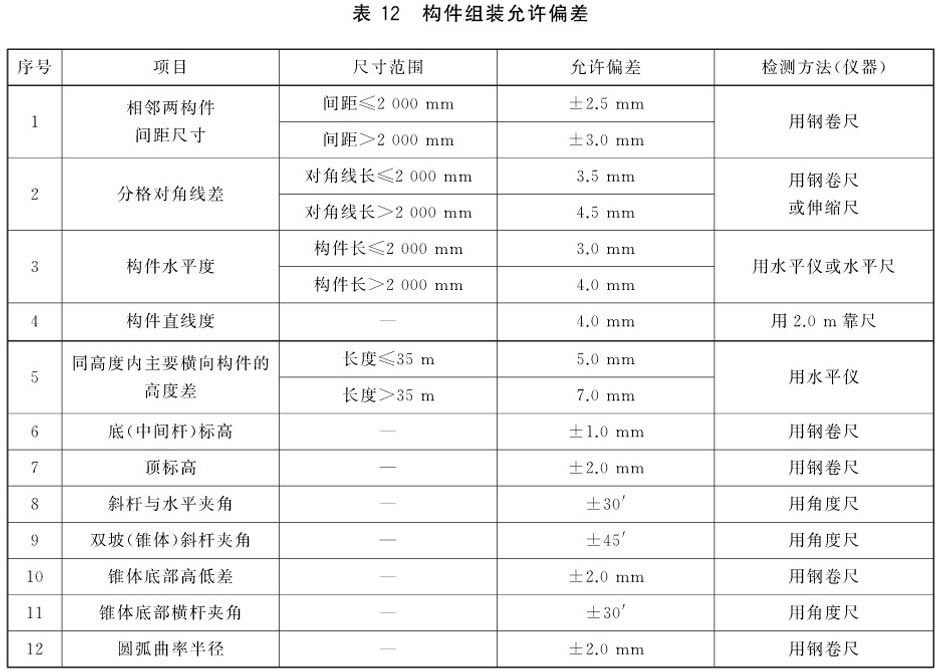 表 12 构件组装允许偏差
序号 项目 尺寸范围 允许偏差 检测方法(仪器)
1 相邻两构件
间距尺寸 间距≤2 000 mm ±2.5 mm 用钢卷尺
间距>2 000 mm ±3.0 mm
2 分格对角线差 对角线长≤2 000 mm 3.5 mm 用钢卷尺
或伸缩尺
对角线长>2 000 mm 4.5 mm
3 构件水平度 构件长≤2 000 mm 3.0 mm 用水平仪或水平尺
构件长>2 000 mm 4.0 mm
4 构件直线度 — 4.0 mm 用 2.0 m 靠尺
5 同高度内主要横向构件的
高度差 长度≤35 m 5.0 mm 用水平仪
长度>35 m 7.0 mm
6 底(中间杆)标高 — ±1.0 mm 用钢卷尺
7 顶标高 — ±2.0 mm 用钢卷尺
8 斜杆与水平夹角 — ±30′ 用角度尺
9 双坡(锥体)斜杆夹角 — ±45′ 用角度尺
10 锥体底部高低差 — ±2.0 mm 用钢卷尺
11 锥体底部横杆夹角 — ±30′ 用角度尺
12 圆弧曲率半径 — ±2.0 mm 用钢卷尺